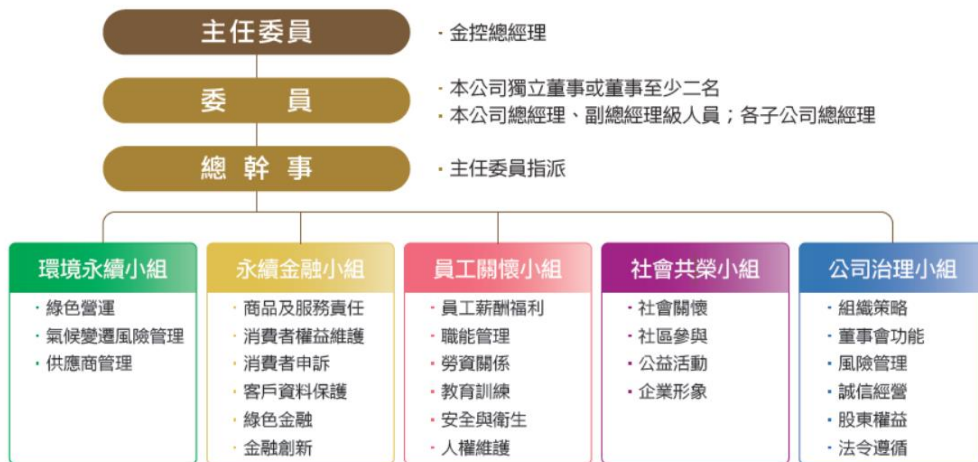 主任委員
· 金控總經理
委員
· 本公司獨立董事或董事至少二名
· 本公司總經理、副總經理級人員；各子公司總經理
總幹事
· 主任委員指派
環境永續小組
· 綠色營運
· 氣候變遷風險管理
· 供應商管理
永續金融小組
· 商品及服務責任
· 消費者權益維護
· 消費者申訴
· 客戶資料保護
· 綠色金融
· 金融創新
員工關懷小組
· 員工薪酬福利
· 職能管理
· 勞資關係
· 教育訓練
· 安全與衛生
· 人權維護
社會共榮小組
· 社會關懷
· 社區參與
· 公益活動
· 企業形象
公司治理小組
· 組織策略
· 董事會功能
· 風險管理
· 誠信經營
· 股東權益
· 法令遵循